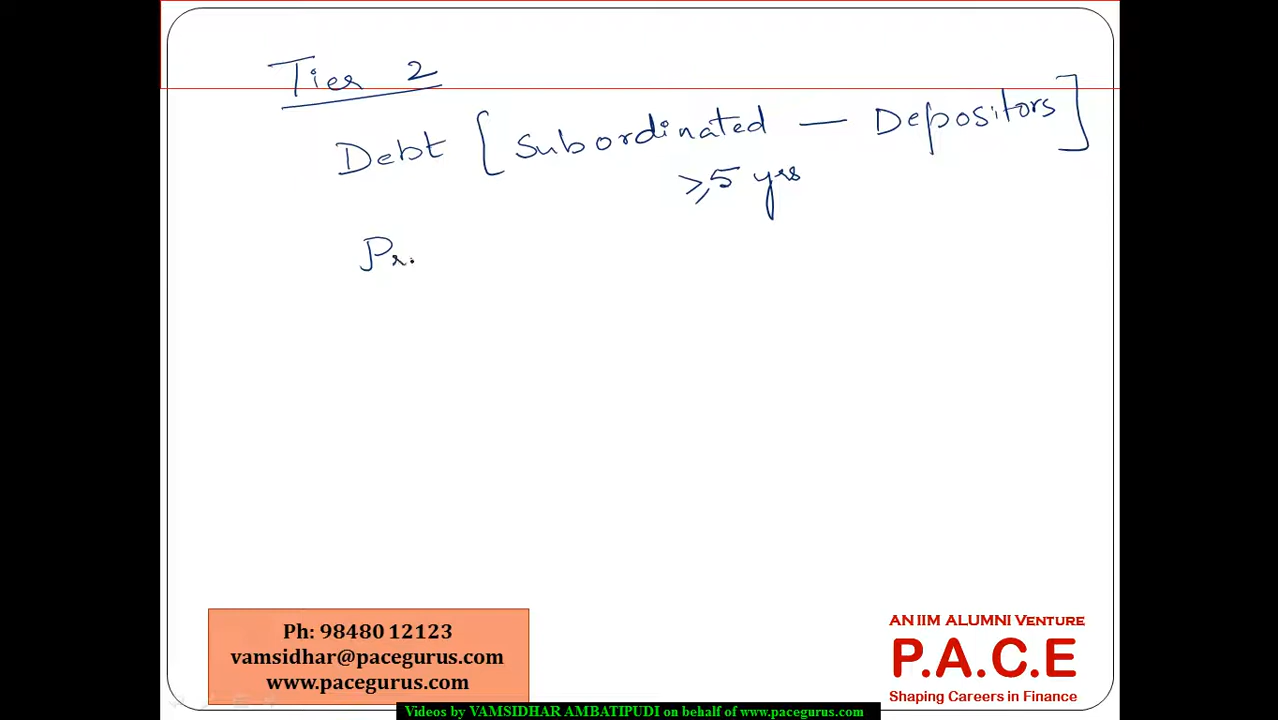 Tier 2
Debt [Subordinated — Depositors]
≥5 yrs
Pr.
Ph: 98480 12123
vamsidhar@pacegurus.com
www.pacegurus.com
AN IIM ALUMNI VENTURE
P.A.C.E
Shaping Careers in Finance
Videos by VAMSIDHAR AMBATIPUDI on behalf of www.pacegurus.com